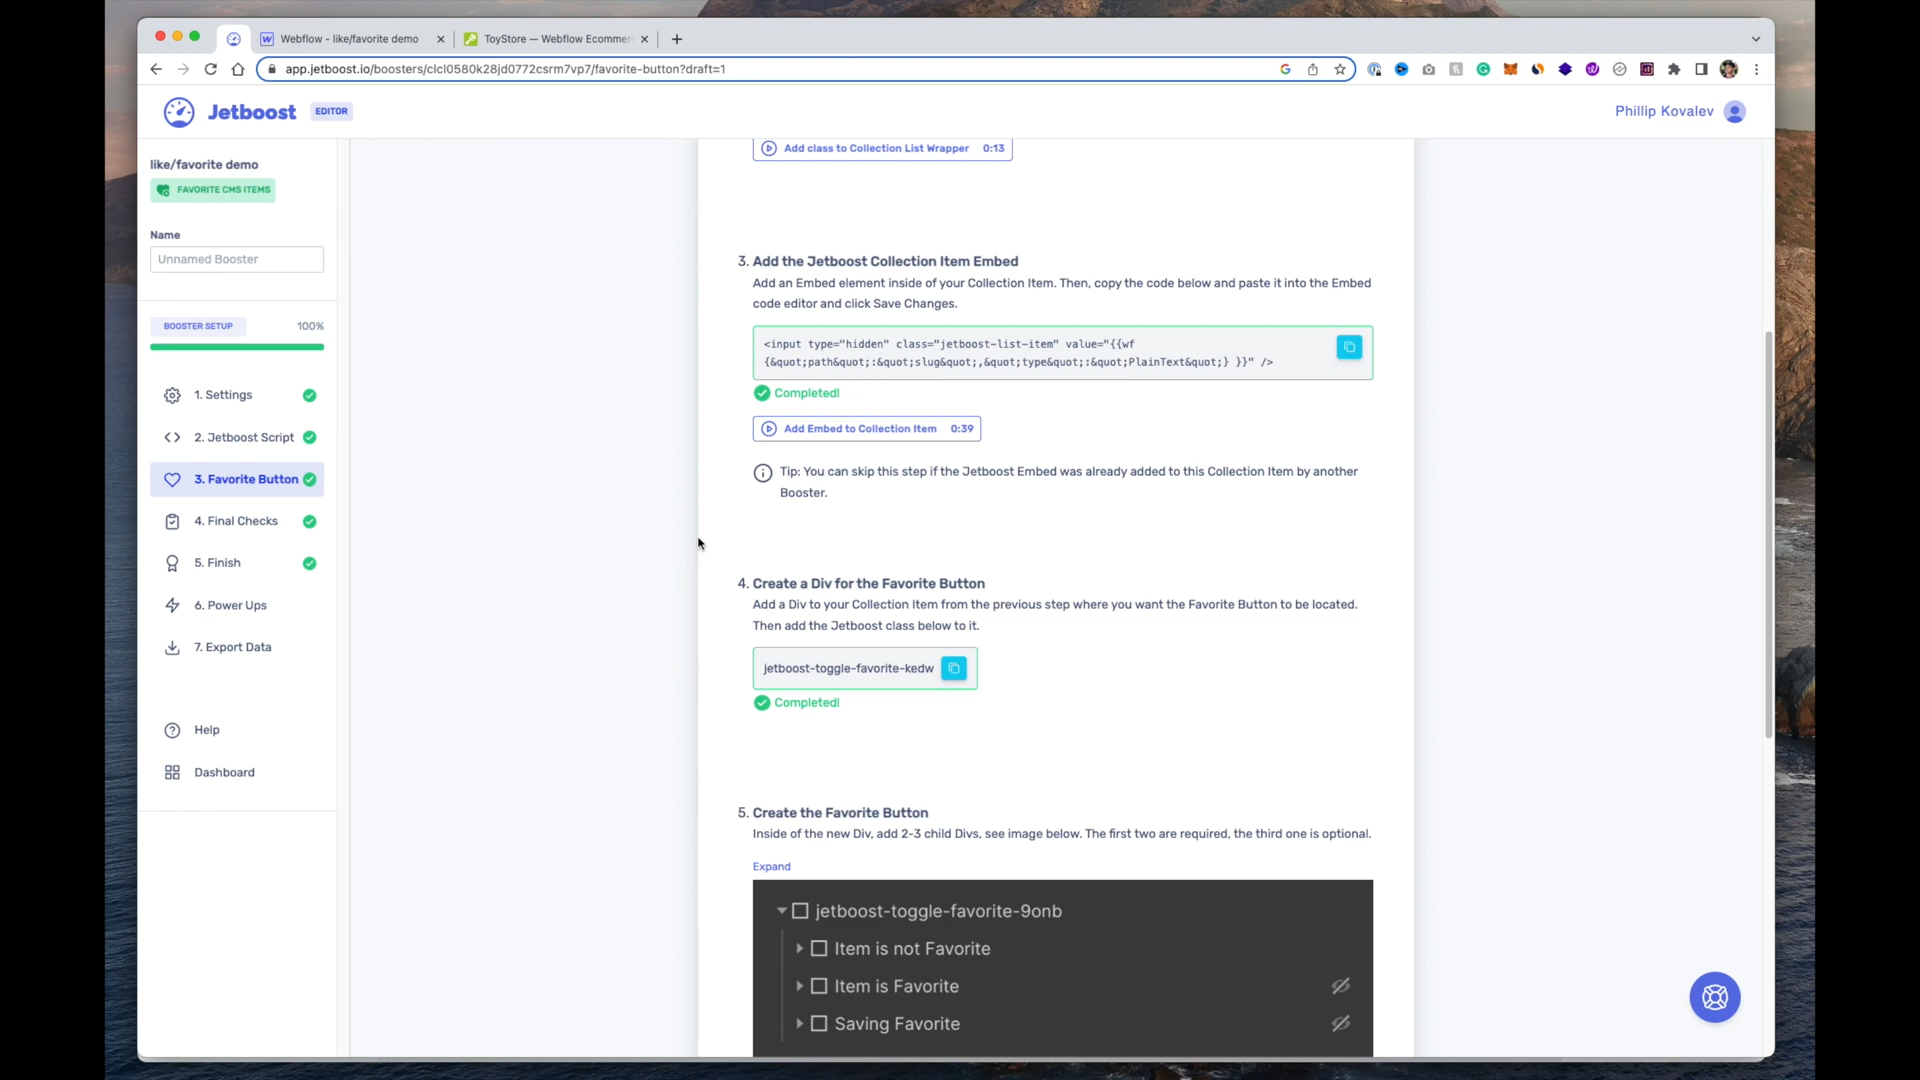 Webflow - like/favorite demo
ToyStore — Webflow Ecommer
app.jetboost.io/boosters/clcl0580k28jd0772csrm7vp7/favorite-button?draft=1
Jetboost
EDITOR
Phillip Kovalev
like/favorite demo
FAVORITE CMS ITEMS
Name
Unnamed Booster
BOOSTER SETUP 100%
1. Settings
2. Jetboost Script
3. Favorite Button
4. Final Checks
5. Finish
6. Power Ups
7. Export Data
Help
Dashboard
Add class to Collection List Wrapper 0:13
3. Add the Jetboost Collection Item Embed
Add an Embed element inside of your Collection Item. Then, copy the code below and paste it into the Embed
code editor and click Save Changes.
<input type="hidden" class="jetboost-list-item" value="{{wf
{&quot;path&quot;:&quot;slug&quot;,&quot;type&quot;:&quot;PlainText&quot;} }}" />
Completed!
Add Embed to Collection Item 0:39
Tip: You can skip this step if the Jetboost Embed was already added to this Collection Item by another
Booster.
4. Create a Div for the Favorite Button
Add a Div to your Collection Item from the previous step where you want the Favorite Button to be located.
Then add the Jetboost class below to it.
jetboost-toggle-favorite-kedw
Completed!
5. Create the Favorite Button
Inside of the new Div, add 2-3 child Divs, see image below. The first two are required, the third one is optional.
Expand
jetboost-toggle-favorite-9onb
Item is not Favorite
Item is Favorite
Saving Favorite